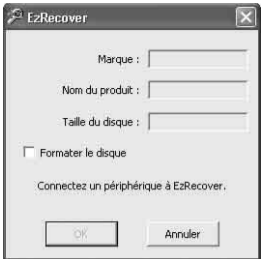 EzRecover
Marque :
Nom du produit :
Taille du disque :
Formater le disque
Connectez un périphérique à EzRecover.
OK
Annuler